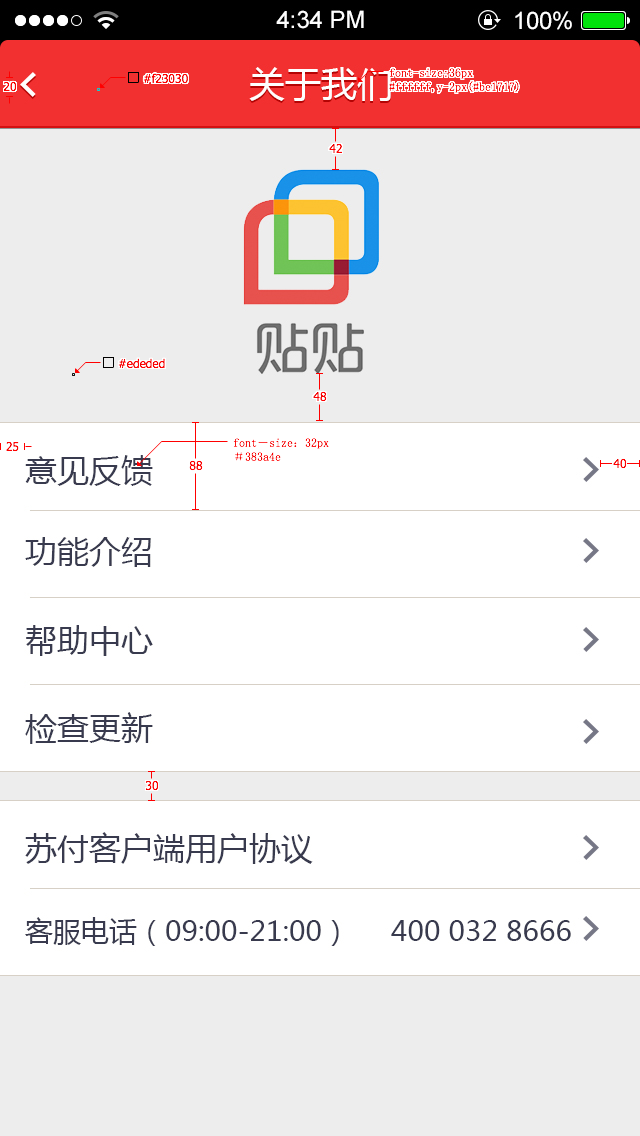 4:34 PM 100%
20 #f23030 关于我们 font-size:36px
#ffffff,y-2px(#be1717)
42
贴贴
#ededed
48
25 font-size: 32px
#383a4c
88
意见反馈 40
功能介绍
帮助中心
检查更新
30
苏付客户端用户协议
客服电话（09:00-21:00） 400 032 8666